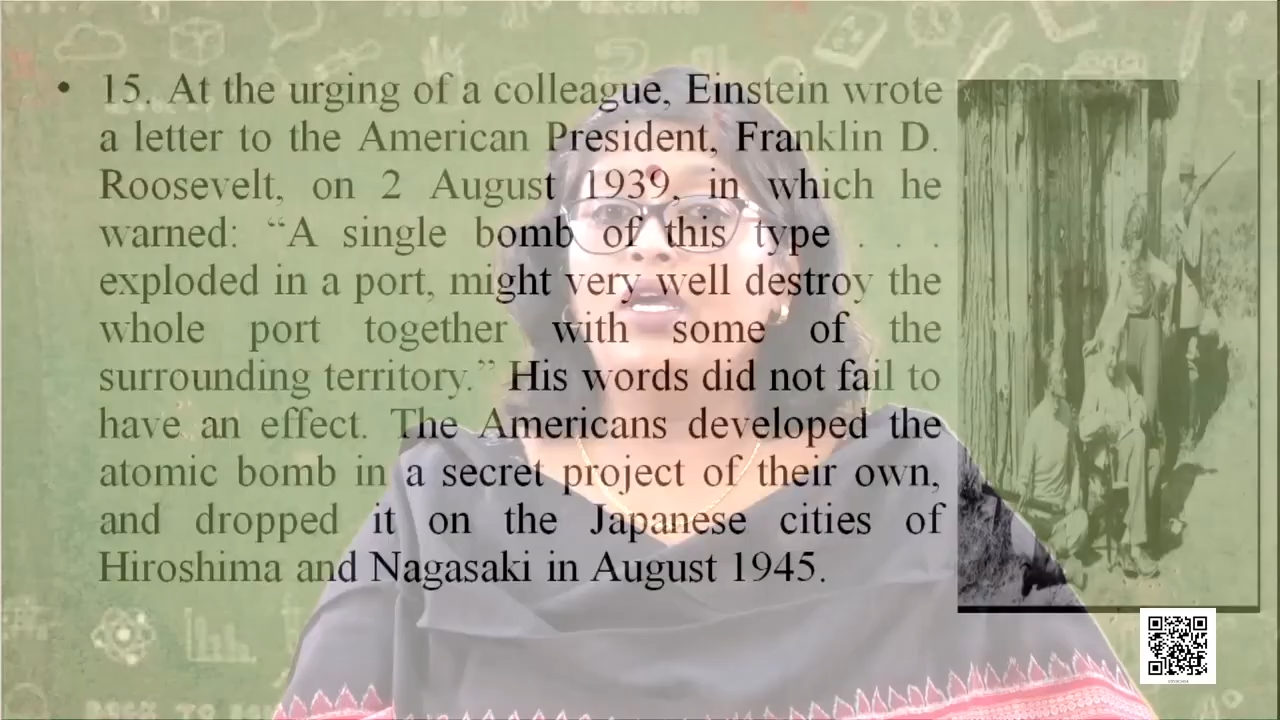 education
• 15. At the urging of a colleague, Einstein wrote
a letter to the American President, Franklin D.
Roosevelt, on 2 August 1939, in which he
warned: “A single bomb of this type . . .
exploded in a port, might very well destroy the
whole port together with some of the
surrounding territory.” His words did not fail to
have an effect. The Americans developed the
atomic bomb in a secret project of their own,
and dropped it on the Japanese cities of
Hiroshima and Nagasaki in August 1945.